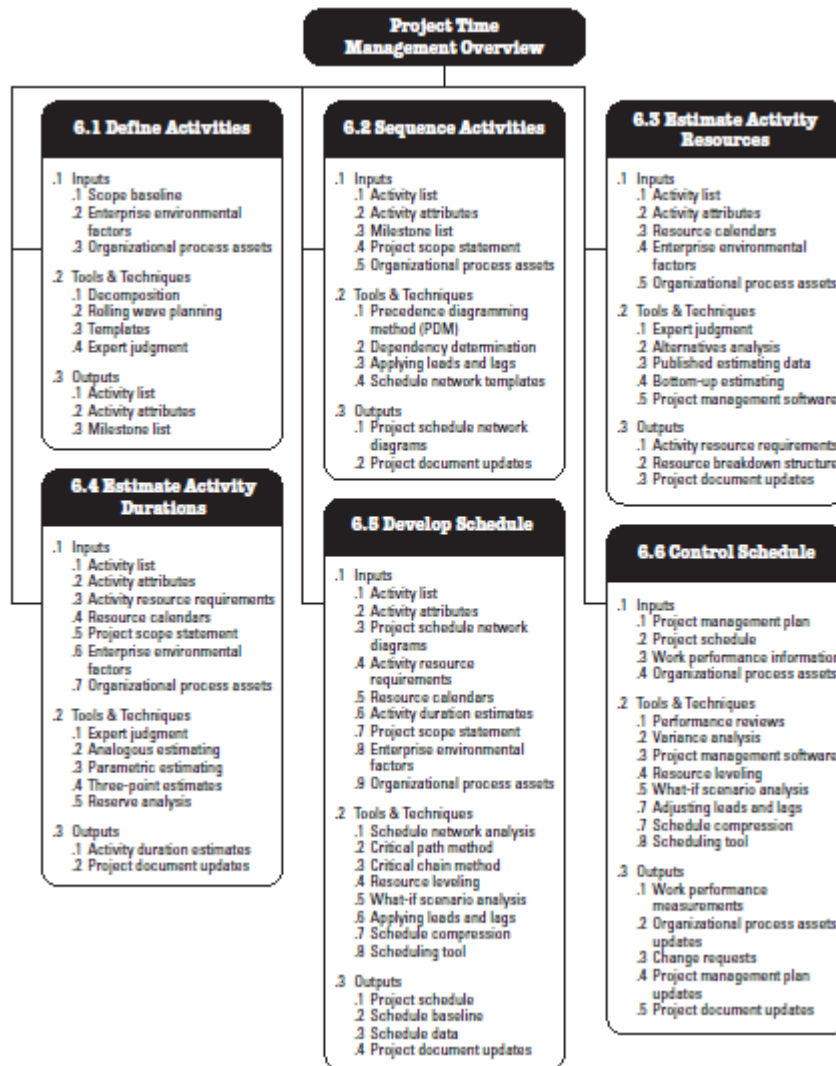 Project Time
Management Overview
6.1 Define Activities
.1 Inputs
.1 Scope baseline
.2 Enterprise environmental
factors
.3 Organizational process assets
.2 Tools & Techniques
.1 Decomposition
.2 Rolling wave planning
.3 Templates
.4 Expert judgment
.3 Outputs
.1 Activity list
.2 Activity attributes
.3 Milestone list
6.2 Sequence Activities
.1 Inputs
.1 Activity list
.2 Activity attributes
.3 Milestone list
.4 Project scope statement
.5 Organizational process assets
.2 Tools & Techniques
.1 Precedence diagramming
method (PDM)
.2 Dependency determination
.3 Applying leads and lags
.4 Schedule network templates
.3 Outputs
.1 Project schedule network
diagrams
.2 Project document updates
6.3 Estimate Activity
Resources
.1 Inputs
.1 Activity list
.2 Activity attributes
.3 Resource calendars
.4 Enterprise environmental
factors
.5 Organizational process assets
.2 Tools & Techniques
.1 Expert judgment
.2 Alternatives analysis
.3 Published estimating data
.4 Bottom-up estimating
.5 Project management software
.3 Outputs
.1 Activity resource requirements
.2 Resource breakdown structure
.3 Project document updates
6.4 Estimate Activity
Durations
.1 Inputs
.1 Activity list
.2 Activity attributes
.3 Activity resource requirements
.4 Resource calendars
.5 Project scope statement
.6 Enterprise environmental
factors
.7 Organizational process assets
.2 Tools & Techniques
.1 Expert judgment
.2 Analogous estimating
.3 Parametric estimating
.4 Three-point estimates
.5 Reserve analysis
.3 Outputs
.1 Activity duration estimates
.2 Project document updates
6.5 Develop Schedule
.1 Inputs
.1 Activity list
.2 Activity attributes
.3 Project schedule network
diagrams
.4 Activity resource
requirements
.5 Resource calendars
.6 Activity duration estimates
.7 Project scope statement
.8 Enterprise environmental
factors
.9 Organizational process assets
.2 Tools & Techniques
.1 Schedule network analysis
.2 Critical path method
.3 Critical chain method
.4 Resource leveling
.5 What-if scenario analysis
.6 Applying leads and lags
.7 Schedule compression
.8 Scheduling tool
.3 Outputs
.1 Project schedule
.2 Schedule baseline
.3 Schedule data
.4 Project document updates
6.6 Control Schedule
.1 Inputs
.1 Project management plan
.2 Project schedule
.3 Work performance information
.4 Organizational process assets
.2 Tools & Techniques
.1 Performance reviews
.2 Variance analysis
.3 Project management software
.4 Resource leveling
.5 What-if scenario analysis
.7 Adjusting leads and lags
.7 Schedule compression
.8 Scheduling tool
.3 Outputs
.1 Work performance
measurements
.2 Organizational process assets
updates
.3 Change requests
.4 Project management plan
updates
.5 Project document updates